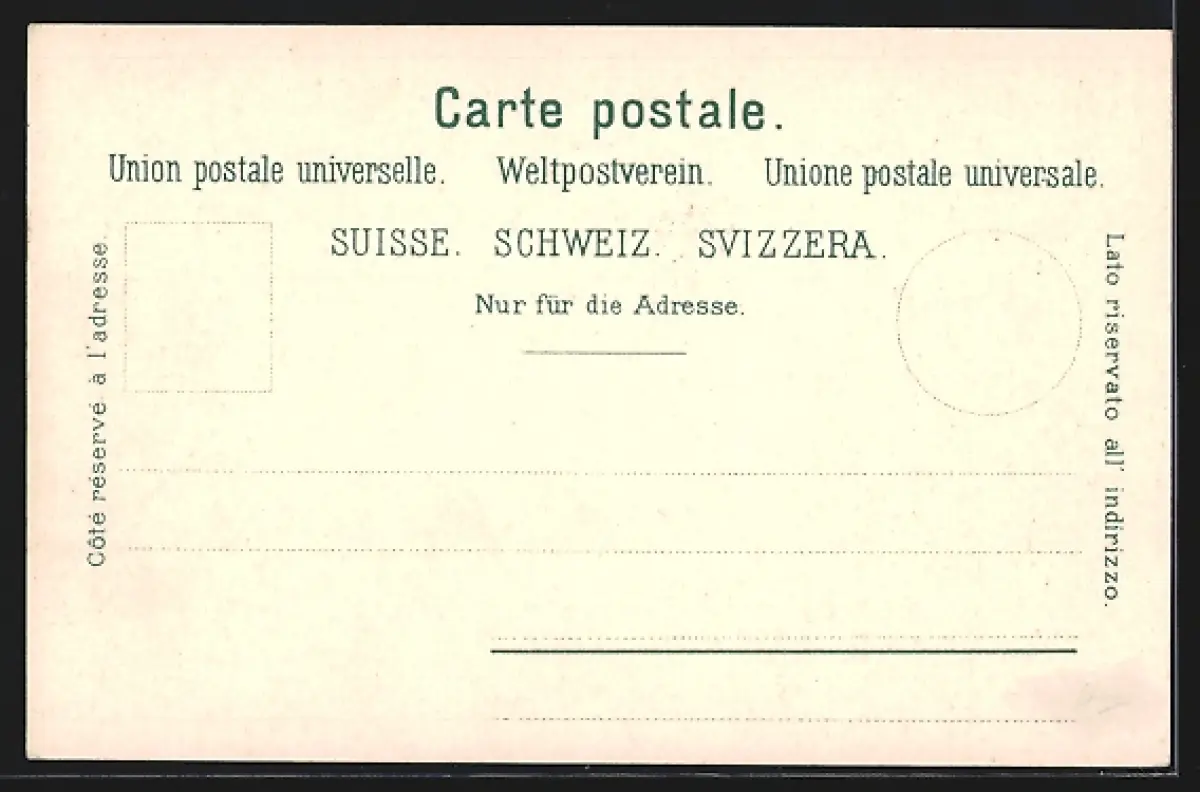 Carte postale.
Union postale universelle. Weltpostverein. Unione postale universale.
SUISSE. SCHWEIZ. SVIZZERA.
Nur für die Adresse.
Côté réservé à l'adresse.
Lato riservato all' indirizzo.